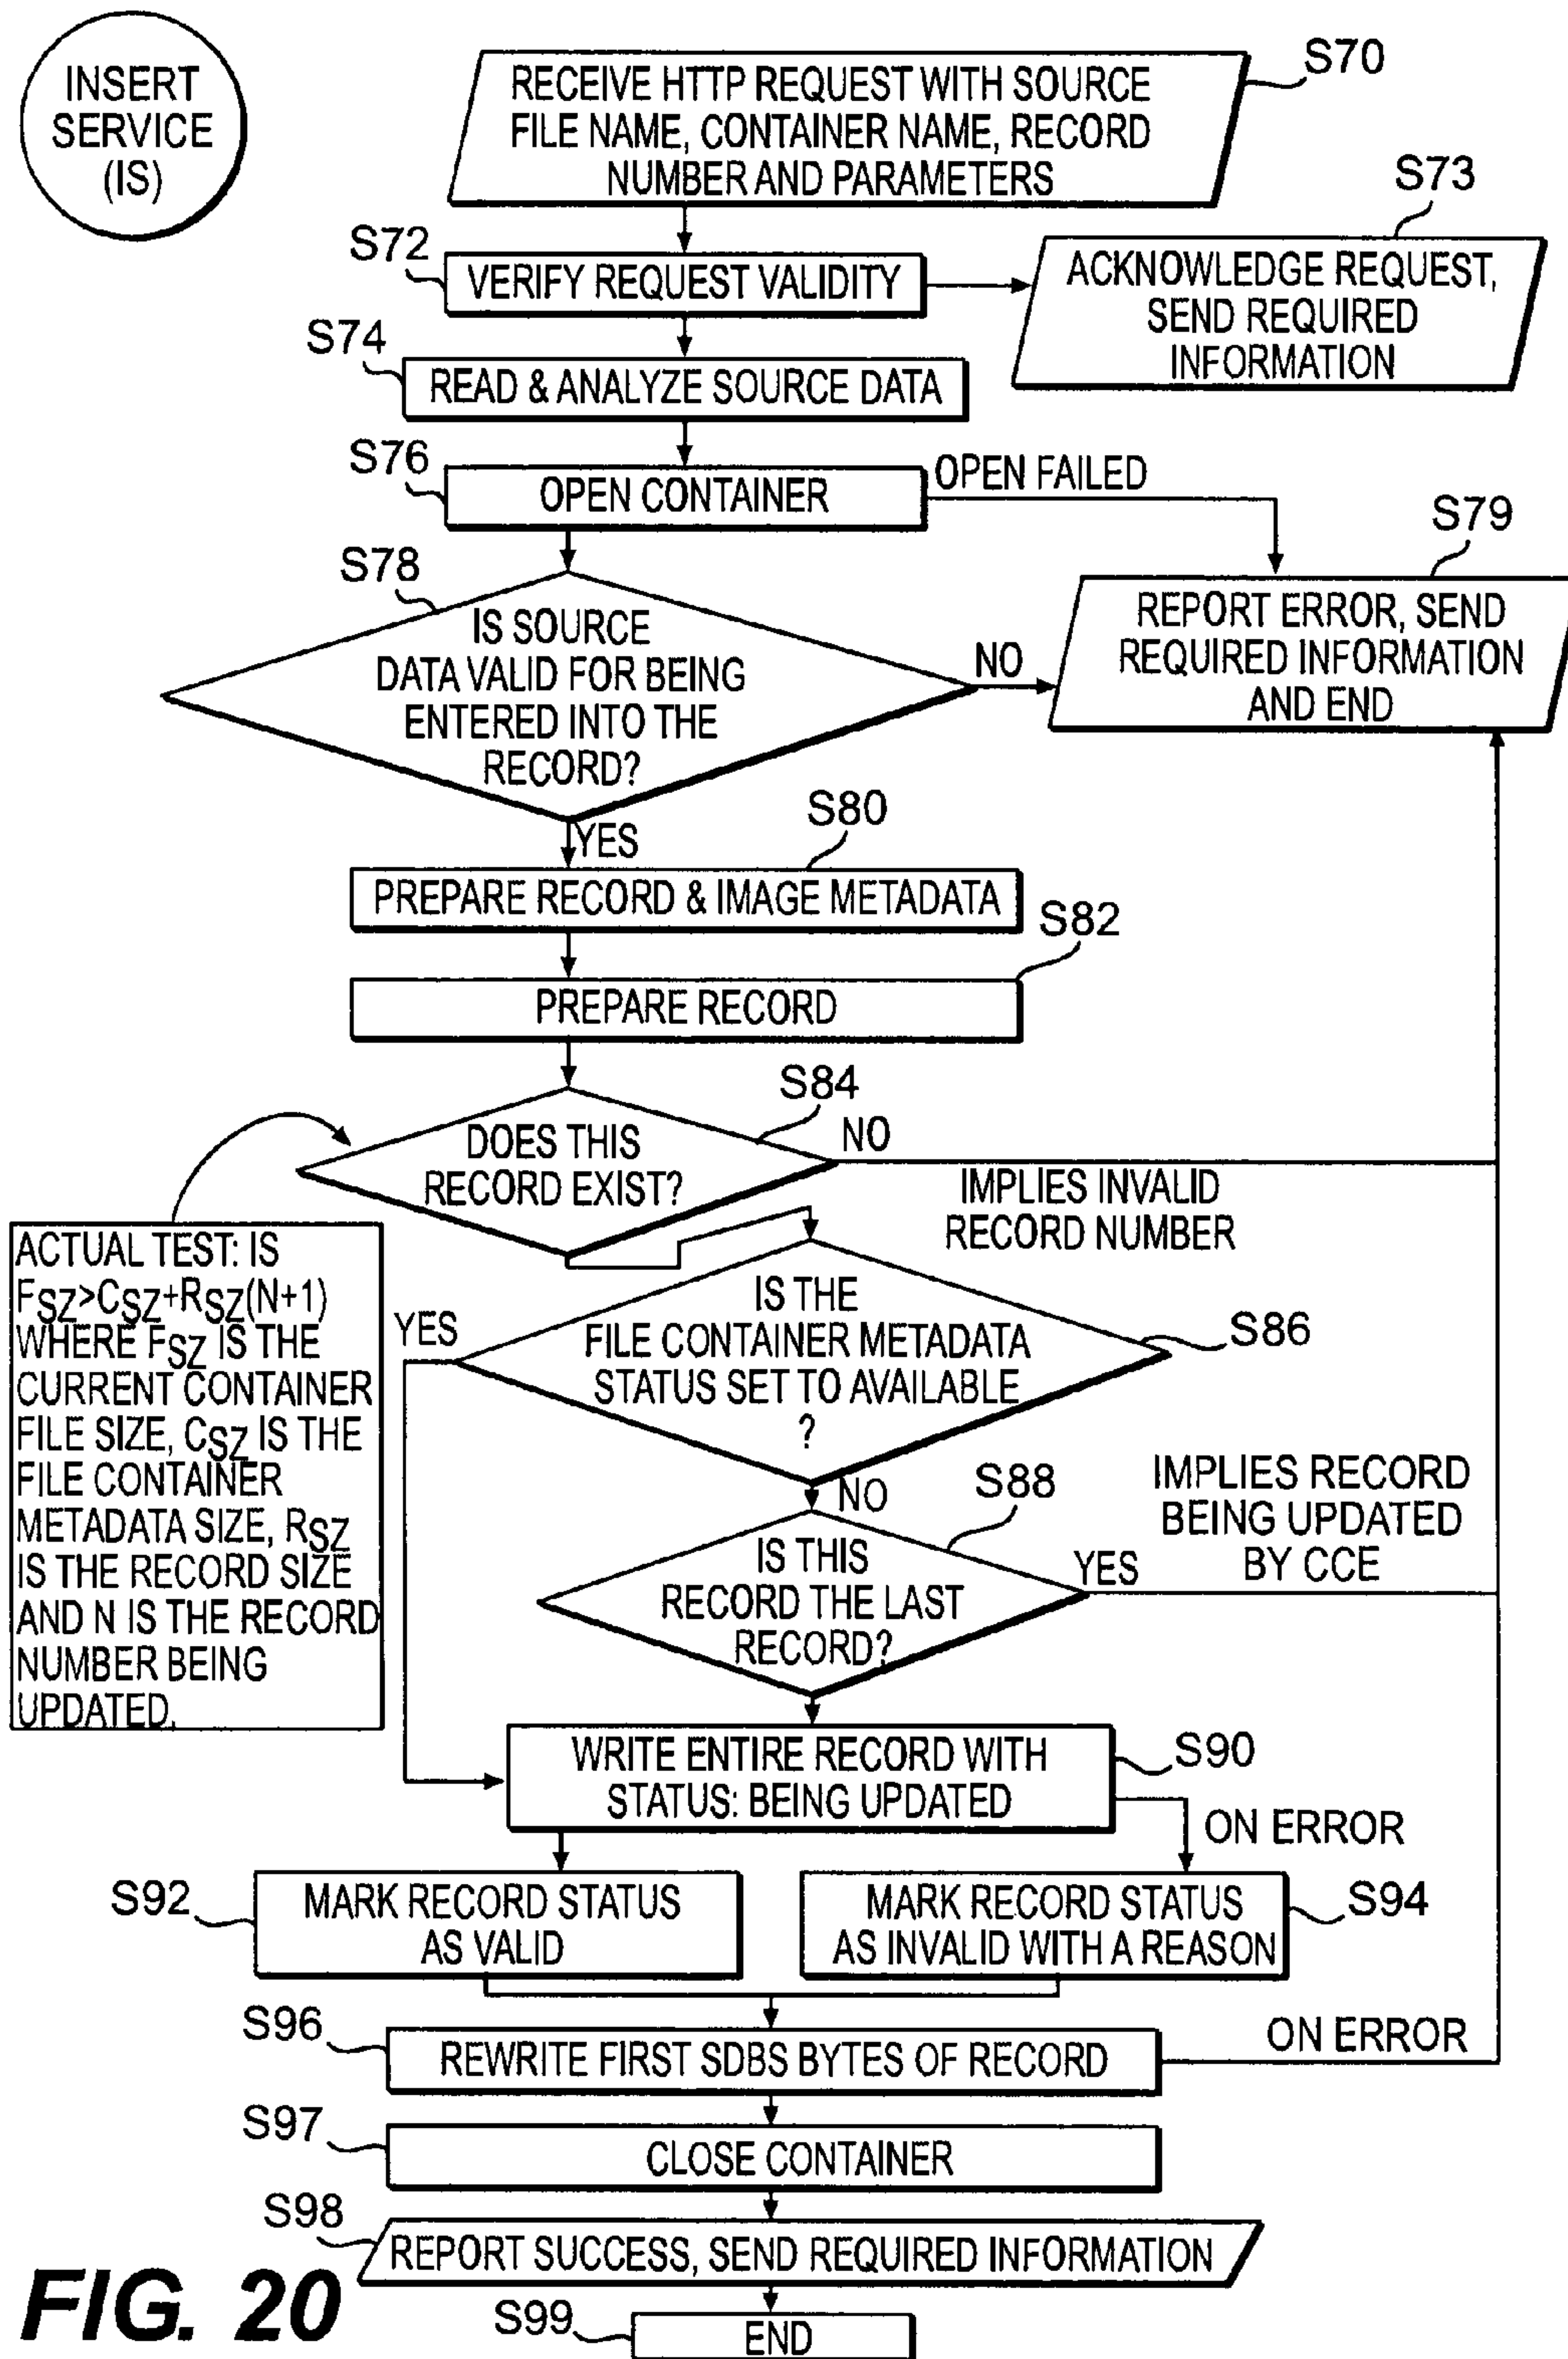 INSERT
SERVICE
(IS)
RECEIVE HTTP REQUEST WITH SOURCE
FILE NAME, CONTAINER NAME, RECORD
NUMBER AND PARAMETERS
S70
S72
VERIFY REQUEST VALIDITY
S73
ACKNOWLEDGE REQUEST,
SEND REQUIRED
INFORMATION
S74
READ & ANALYZE SOURCE DATA
S76
OPEN CONTAINER
OPEN FAILED
S78
IS SOURCE
DATA VALID FOR BEING
ENTERED INTO THE
RECORD?
NO
S79
REPORT ERROR, SEND
REQUIRED INFORMATION
AND END
YES
S80
PREPARE RECORD & IMAGE METADATA
S82
PREPARE RECORD
S84
DOES THIS
RECORD EXIST?
NO
IMPLIES INVALID
RECORD NUMBER
ACTUAL TEST: IS
FSZ>CSZ+RSZ(N+1)
WHERE FSZ IS THE
CURRENT CONTAINER
FILE SIZE, CSZ IS THE
FILE CONTAINER
METADATA SIZE, RSZ
IS THE RECORD SIZE
AND N IS THE RECORD
NUMBER BEING
UPDATED.
YES
IS THE
FILE CONTAINER METADATA
STATUS SET TO AVAILABLE
?
S86
NO
S88
IS THIS
RECORD THE LAST
RECORD?
YES
IMPLIES RECORD
BEING UPDATED
BY CCE
WRITE ENTIRE RECORD WITH
STATUS: BEING UPDATED
S90
ON ERROR
S92
MARK RECORD STATUS
AS VALID
MARK RECORD STATUS
AS INVALID WITH A REASON
S94
S96
REWRITE FIRST SDBS BYTES OF RECORD
ON ERROR
S97
CLOSE CONTAINER
S98
REPORT SUCCESS, SEND REQUIRED INFORMATION
S99
END
FIG. 20